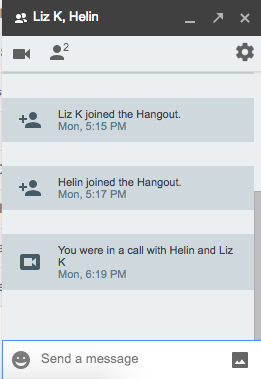 Liz K, Helin
2
Liz K joined the Hangout.
Mon, 5:15 PM
Helin joined the Hangout.
Mon, 5:17 PM
You were in a call with Helin and Liz
K
Mon, 6:19 PM
Send a message